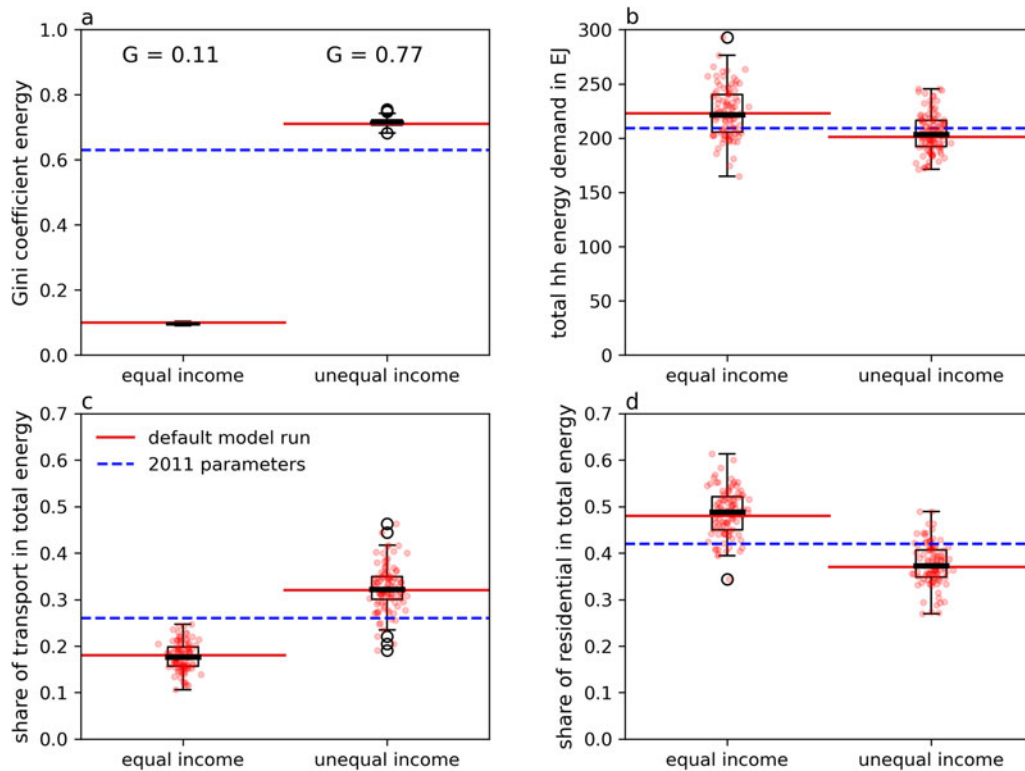 a
G = 0.11
G = 0.77
Gini coefficient energy
1.0
0.8
0.6
0.4
0.2
0.0
equal income
unequal income
b
total hh energy demand in EJ
300
250
200
150
100
50
0
equal income
unequal income
c
default model run
2011 parameters
share of transport in total energy
0.7
0.6
0.5
0.4
0.3
0.2
0.1
0.0
equal income
unequal income
d
share of residential in total energy
0.7
0.6
0.5
0.4
0.3
0.2
0.1
0.0
equal income
unequal income